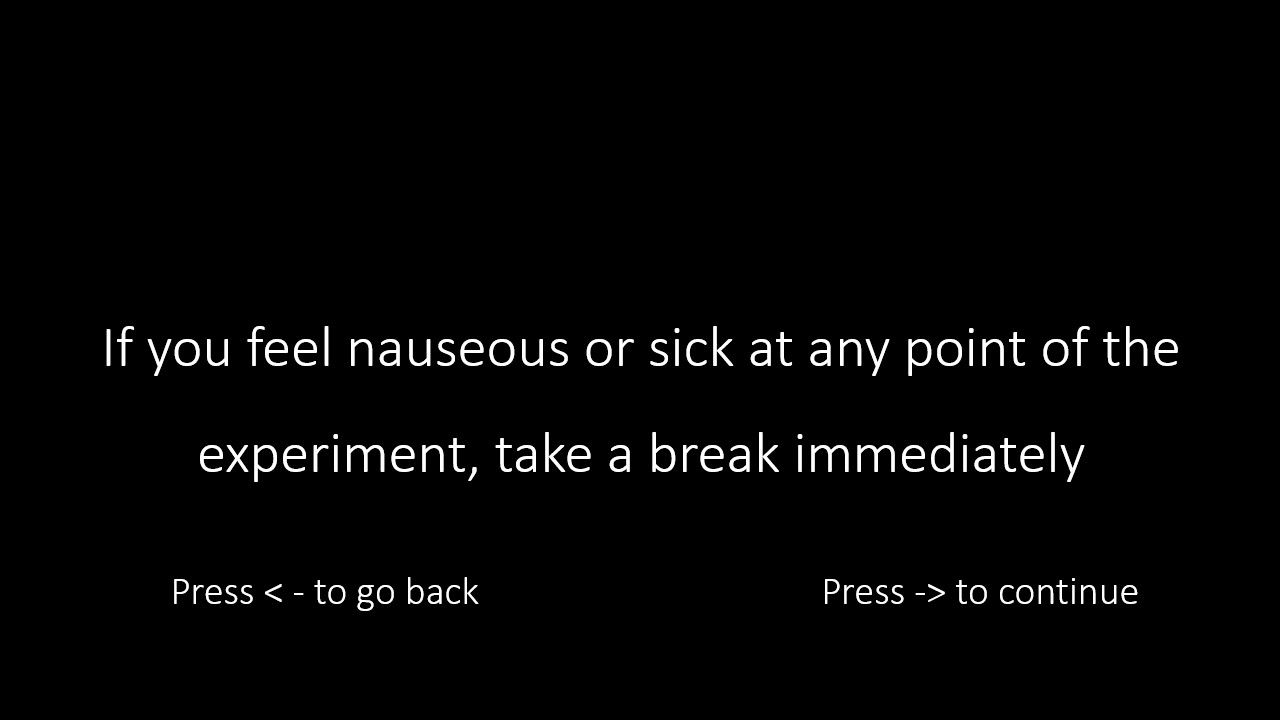 If you feel nauseous or sick at any point of the
experiment, take a break immediately
Press < - to go back
Press -> to continue